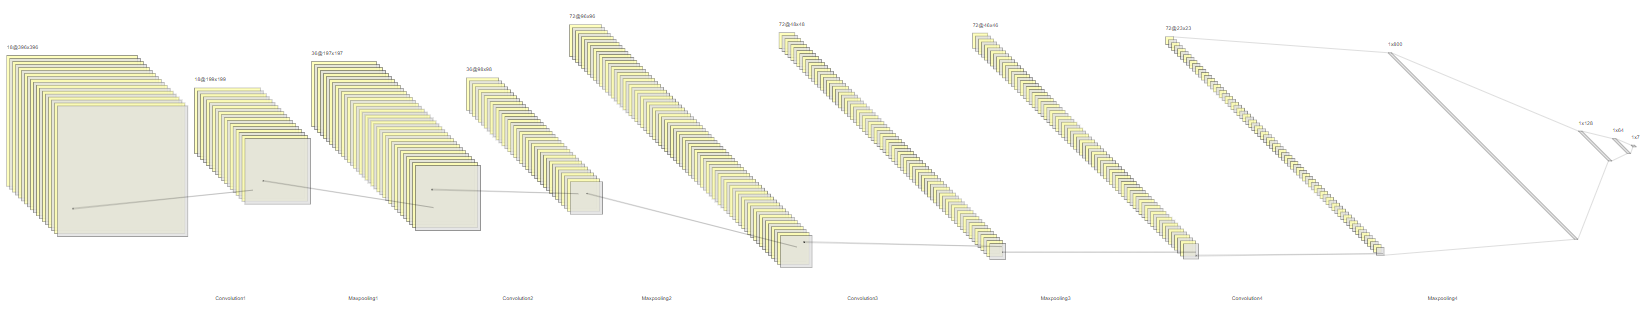 18@396x396
18@198x198
36@197x197
36@98x98
72@96x96
72@48x48
72@46x46
72@23x23
1x800
1x128
1x64
1x7
Convolution1
Maxpooling1
Convolution2
Maxpooling2
Convolution3
Maxpooling3
Convolution4
Maxpooling4